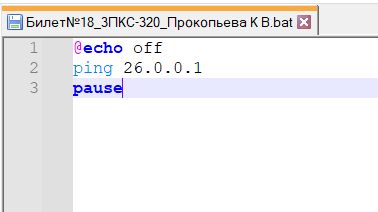 Билет№18_3ПКС-320_Прокопьева К В.bat
1 @echo off
2 ping 26.0.0.1
3 pause